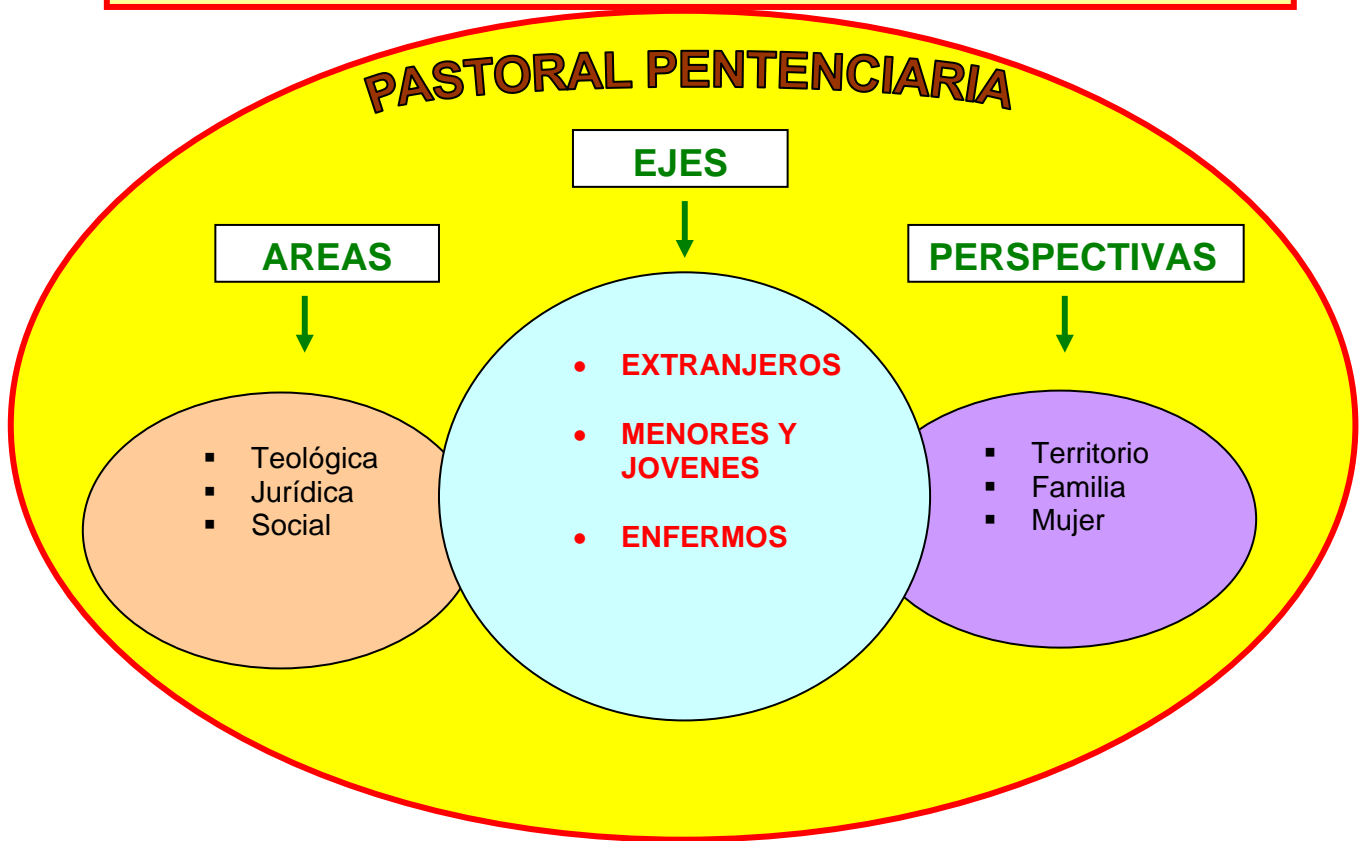 PASTORAL PENTENCIARIA
EJES
AREAS
PERSPECTIVAS
• EXTRANJEROS
• MENORES Y
JOVENES
• ENFERMOS
▪ Teológica
▪ Jurídica
▪ Social
▪ Territorio
▪ Familia
▪ Mujer